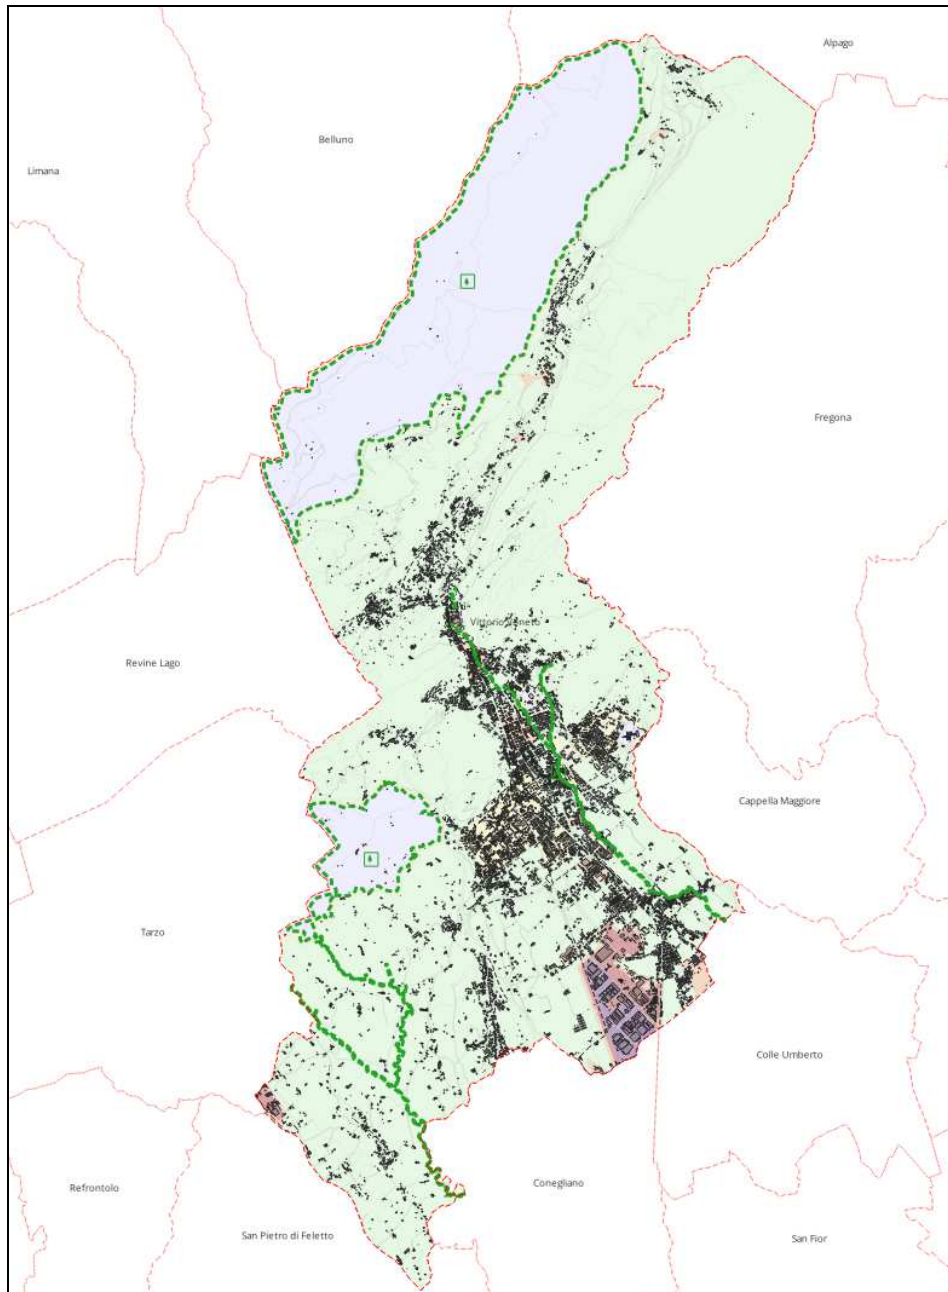 Alpago
Belluno
Limana
Fregona
Vittorio Veneto
Revine Lago
Cappella Maggiore
Tarzo
Colle Umberto
Refrontolo
Conegliano
San Pietro di Feletto
San Fior